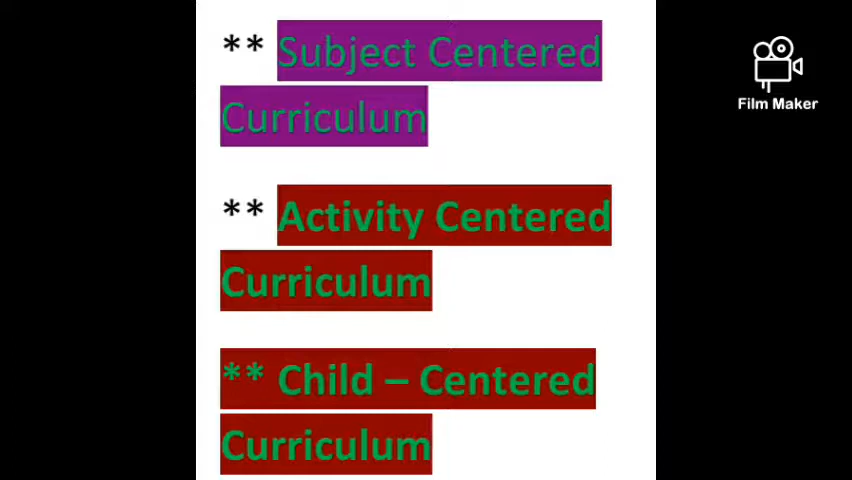 ** Subject Centered
Curriculum
** Activity Centered
Curriculum
** Child – Centered
Curriculum
Film Maker